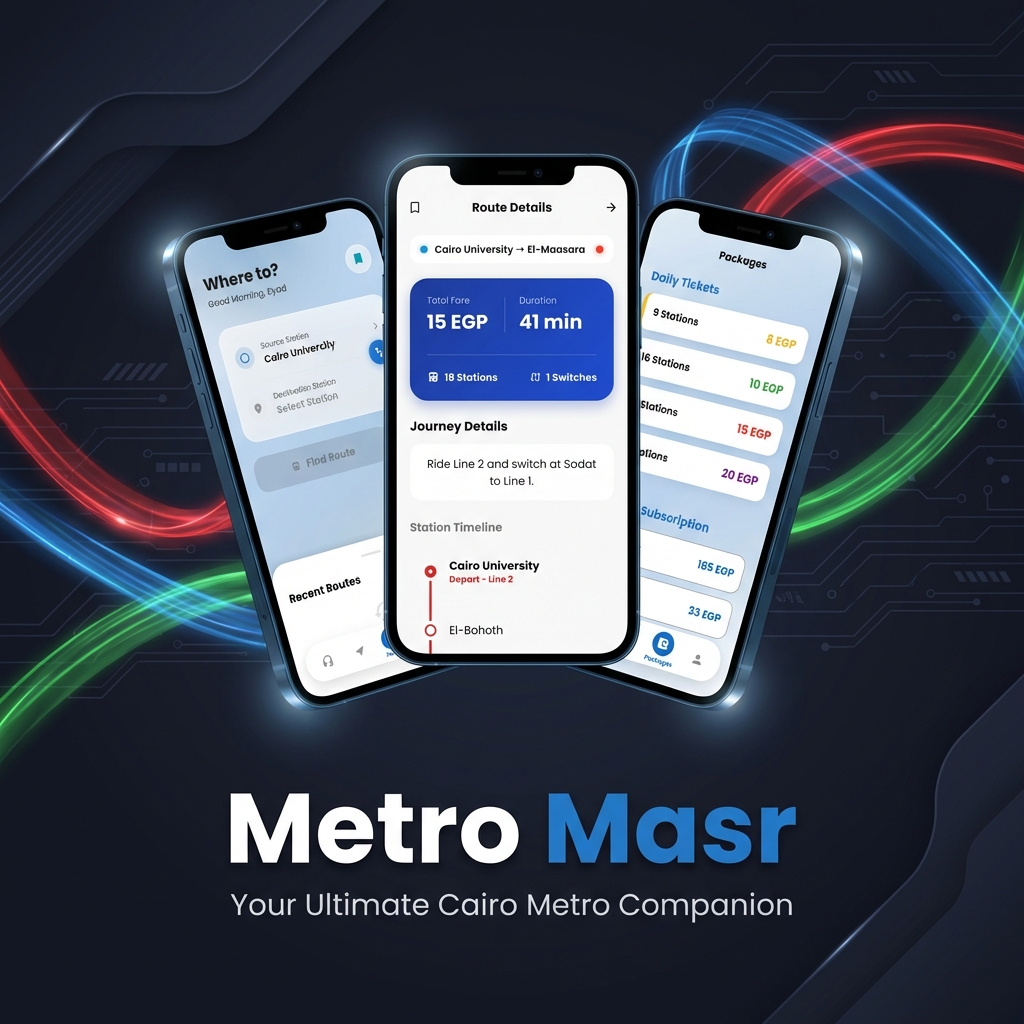 Where to?
Good Morning, Eyad
Source Station
Cairo University
Destination Station
Select Station
Find Route
Recent Routes
Route Details
Cairo University → El-Maasara
Total Fare
Duration
15 EGP
41 min
18 Stations
1 Switches
Journey Details
Ride Line 2 and switch at Sadat
to Line 1.
Station Timeline
Cairo University
Depart - Line 2
El-Bohoth
Packages
Daily Tickets
9 Stations
8 EGP
16 Stations
10 EGP
Stations
15 EGP
20 EGP
Subscription
165 EGP
33 EGP
Packages
Metro Masr
Your Ultimate Cairo Metro Companion